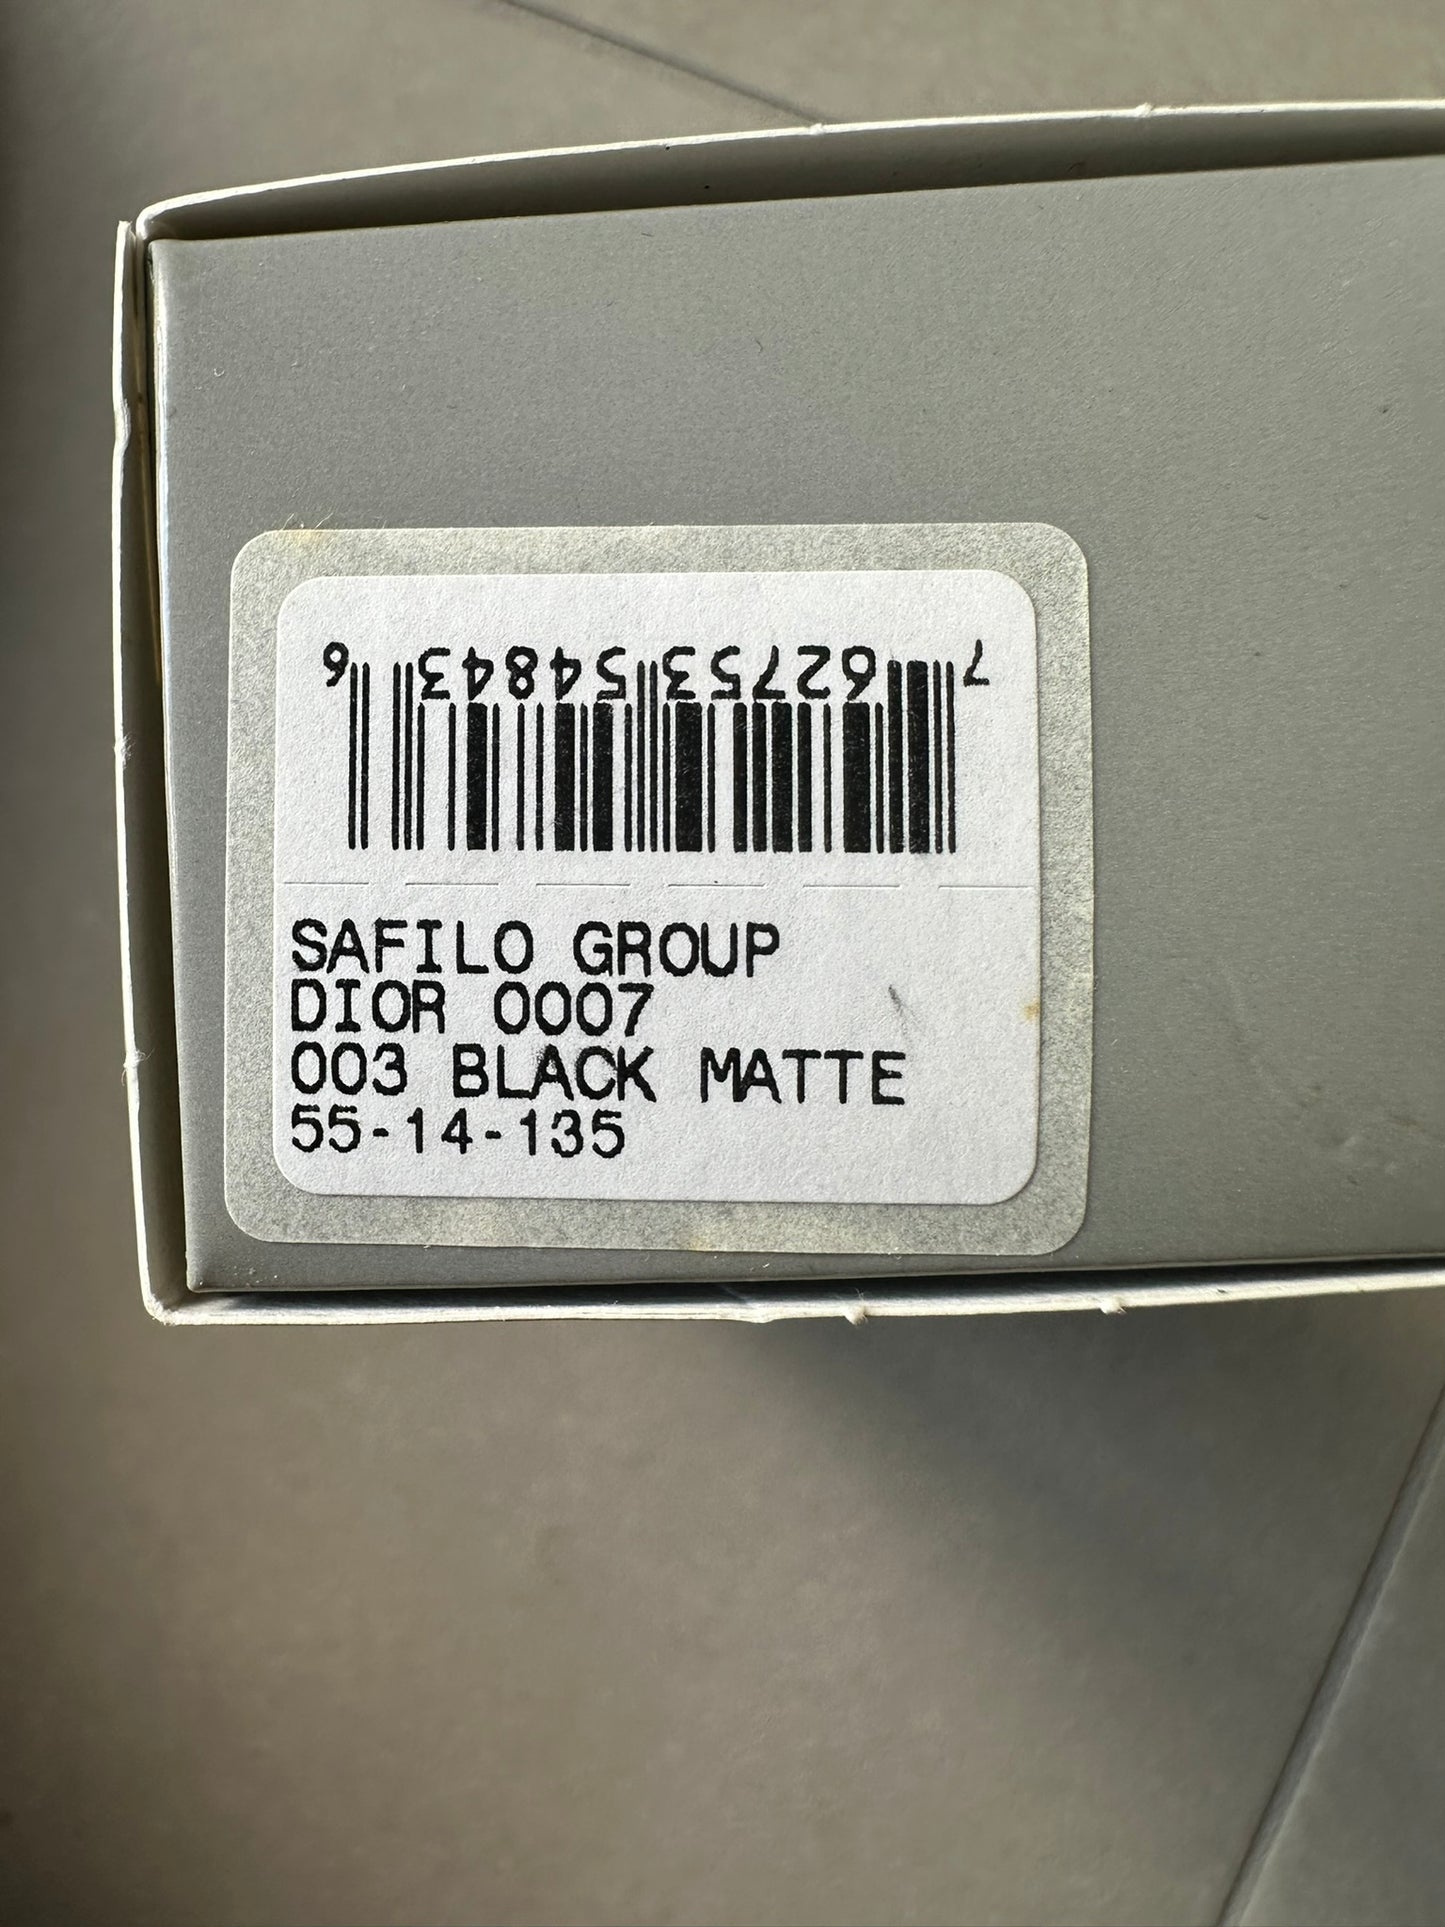 7 62753 54843 6
SAFILO GROUP
DIOR 0007
003 BLACK MATTE
55-14-135